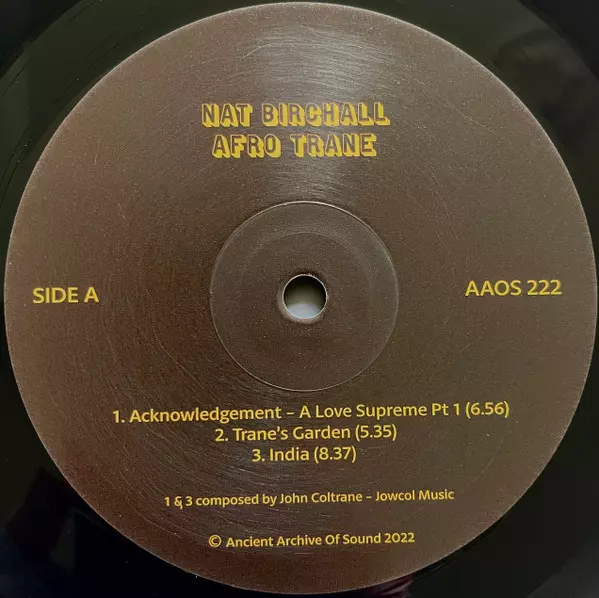 NAT BIRCHALL
AFRO TRANE
SIDE A
AAOS 222
1. Acknowledgement – A Love Supreme Pt 1 (6.56)
2. Trane's Garden (5.35)
3. India (8.37)
1 & 3 composed by John Coltrane – Jowcol Music
© Ancient Archive Of Sound 2022